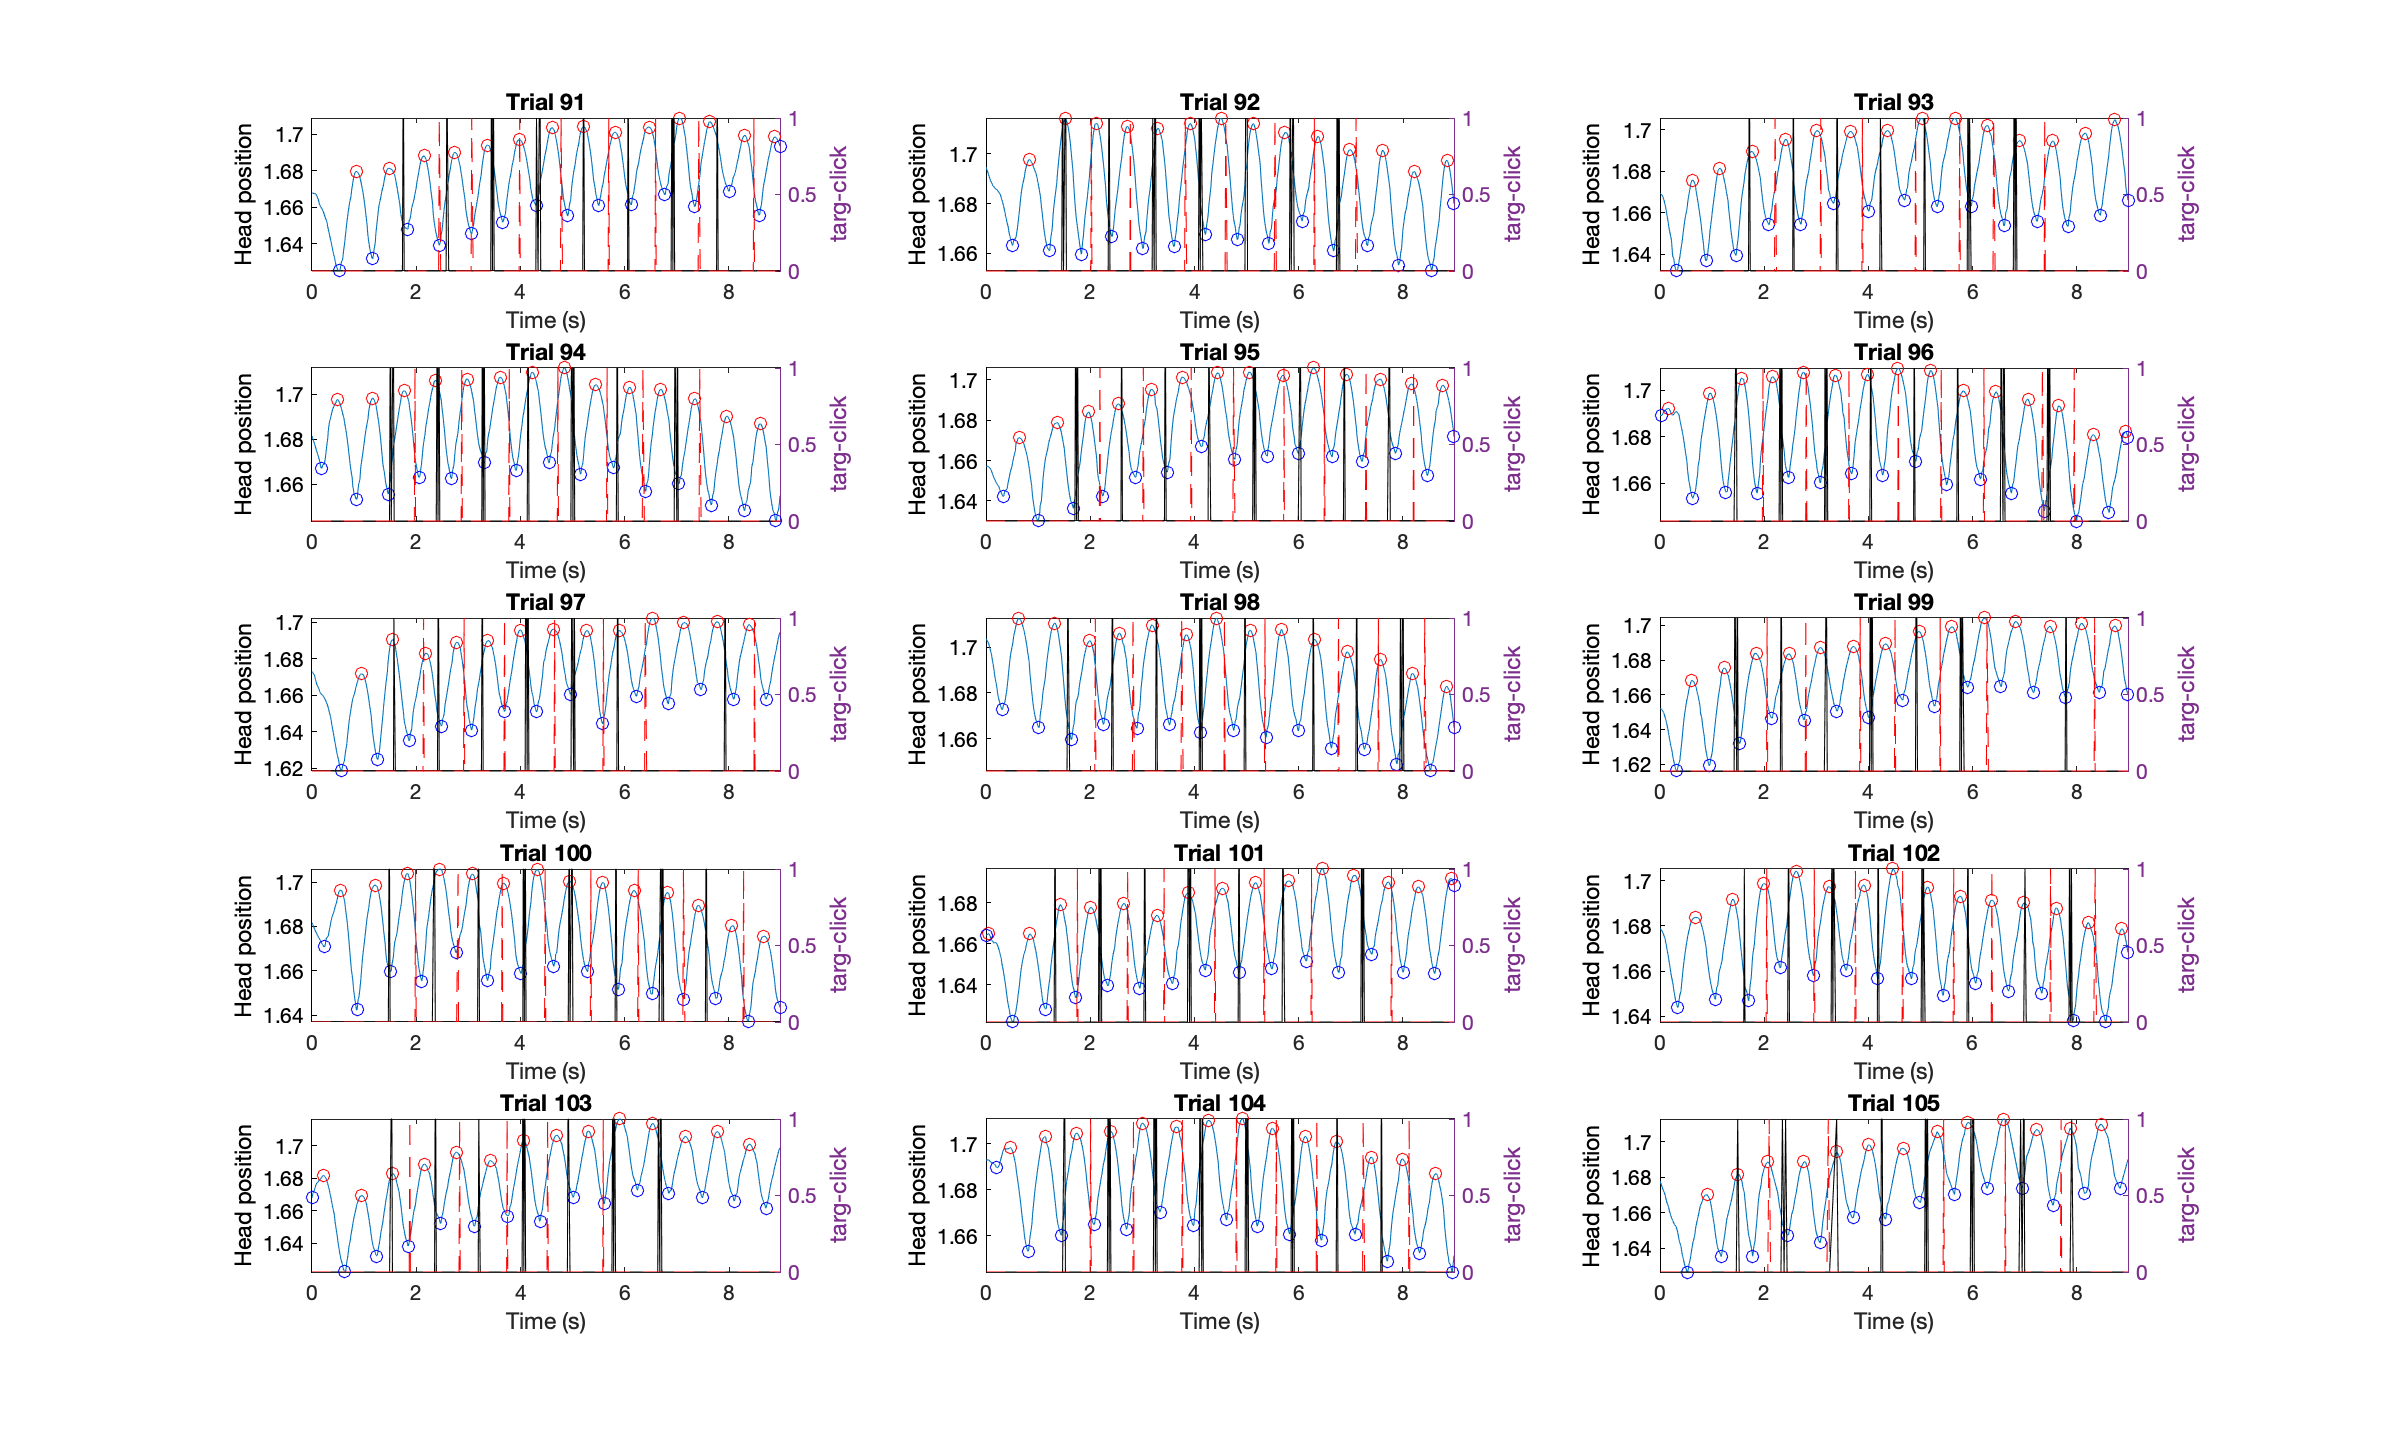 Trial 91
Head position
1.7
1.68
1.66
1.64
1
0.5
0
targ-click
0 2 4 6 8
Time (s)
Trial 92
Head position
1.7
1.68
1.66
1
0.5
0
targ-click
0 2 4 6 8
Time (s)
Trial 93
Head position
1.7
1.68
1.66
1.64
1
0.5
0
targ-click
0 2 4 6 8
Time (s)
Trial 94
Head position
1.7
1.68
1.66
1
0.5
0
targ-click
0 2 4 6 8
Time (s)
Trial 95
Head position
1.7
1.68
1.66
1.64
1
0.5
0
targ-click
0 2 4 6 8
Time (s)
Trial 96
Head position
1.7
1.68
1.66
1
0.5
0
targ-click
0 2 4 6 8
Time (s)
Trial 97
Head position
1.7
1.68
1.66
1.64
1.62
1
0.5
0
targ-click
0 2 4 6 8
Time (s)
Trial 98
Head position
1.7
1.68
1.66
1
0.5
0
targ-click
0 2 4 6 8
Time (s)
Trial 99
Head position
1.7
1.68
1.66
1.64
1.62
1
0.5
0
targ-click
0 2 4 6 8
Time (s)
Trial 100
Head position
1.7
1.68
1.66
1.64
1
0.5
0
targ-click
0 2 4 6 8
Time (s)
Trial 101
Head position
1.68
1.66
1.64
1
0.5
0
targ-click
0 2 4 6 8
Time (s)
Trial 102
Head position
1.7
1.68
1.66
1.64
1
0.5
0
targ-click
0 2 4 6 8
Time (s)
Trial 103
Head position
1.7
1.68
1.66
1.64
1
0.5
0
targ-click
0 2 4 6 8
Time (s)
Trial 104
Head position
1.7
1.68
1.66
1
0.5
0
targ-click
0 2 4 6 8
Time (s)
Trial 105
Head position
1.7
1.68
1.66
1.64
1
0.5
0
targ-click
0 2 4 6 8
Time (s)